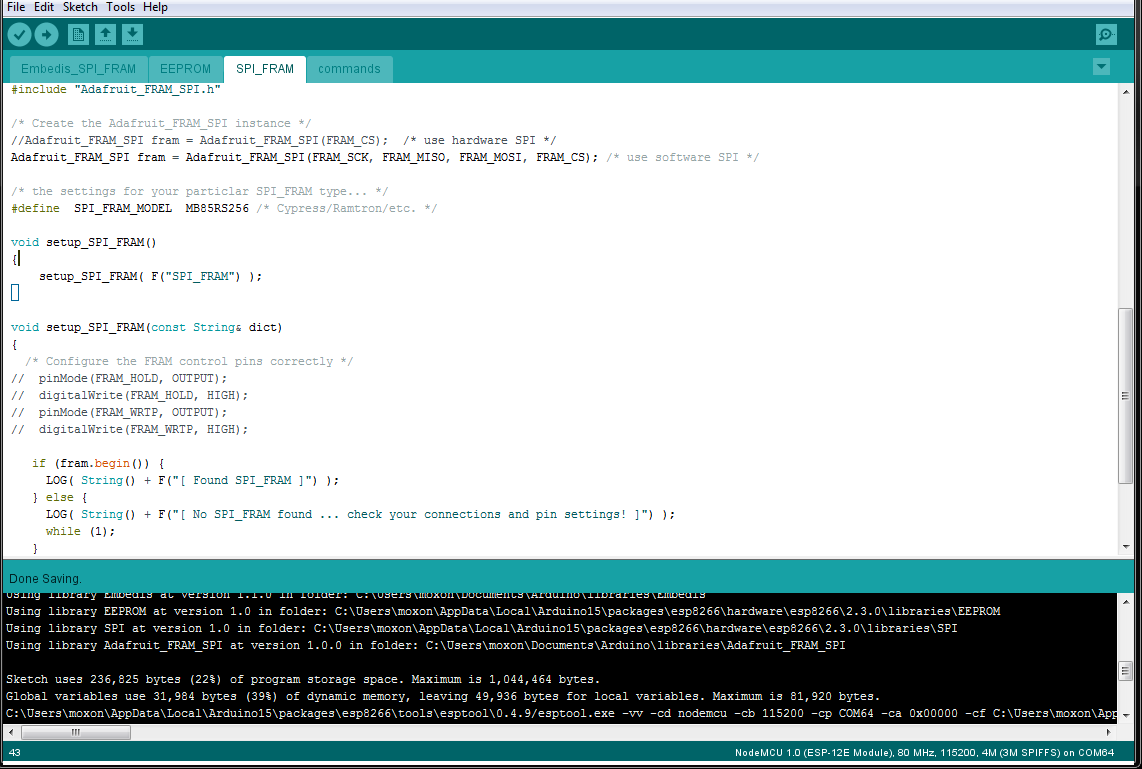 File Edit Sketch Tools Help
Embedis_SPI_FRAM EEPROM SPI_FRAM commands
#include "Adafruit_FRAM_SPI.h"
/* Create the Adafruit_FRAM_SPI instance */
//Adafruit_FRAM_SPI fram = Adafruit_FRAM_SPI(FRAM_CS);  /* use hardware SPI */
Adafruit_FRAM_SPI fram = Adafruit_FRAM_SPI(FRAM_SCK, FRAM_MISO, FRAM_MOSI, FRAM_CS); /* use software SPI */
/* the settings for your particlar SPI_FRAM type... */
#define  SPI_FRAM_MODEL  MB85RS256 /* Cypress/Ramtron/etc. */
void setup_SPI_FRAM()
{
    setup_SPI_FRAM( F("SPI_FRAM") );
void setup_SPI_FRAM(const String& dict)
{
  /* Configure the FRAM control pins correctly */
//  pinMode(FRAM_HOLD, OUTPUT);
//  digitalWrite(FRAM_HOLD, HIGH);
//  pinMode(FRAM_WRTP, OUTPUT);
//  digitalWrite(FRAM_WRTP, HIGH);
   if (fram.begin()) {
     LOG( String() + F("[ Found SPI_FRAM ]") );
   } else {
     LOG( String() + F("[ No SPI_FRAM found ... check your connections and pin settings! ]") );
     while (1);
   }
Done Saving.
Using library Embedis at version 1.1.0 in folder: C:\Users\moxon\Documents\Arduino\libraries\Embedis
Using library EEPROM at version 1.0 in folder: C:\Users\moxon\AppData\Local\Arduino15\packages\esp8266\hardware\esp8266\2.3.0\libraries\EEPROM
Using library SPI at version 1.0 in folder: C:\Users\moxon\AppData\Local\Arduino15\packages\esp8266\hardware\esp8266\2.3.0\libraries\SPI
Using library Adafruit_FRAM_SPI at version 1.0.0 in folder: C:\Users\moxon\Documents\Arduino\libraries\Adafruit_FRAM_SPI
Sketch uses 236,825 bytes (22%) of program storage space. Maximum is 1,044,464 bytes.
Global variables use 31,984 bytes (39%) of dynamic memory, leaving 49,936 bytes for local variables. Maximum is 81,920 bytes.
C:\Users\moxon\AppData\Local\Arduino15\packages\esp8266\tools\esptool\0.4.9/esptool.exe -vv -cd nodemcu -cb 115200 -cp COM64 -ca 0x00000 -cf C:\Users\moxon\App
43 NodeMCU 1.0 (ESP-12E Module), 80 MHz, 115200, 4M (3M SPIFFS) on COM64